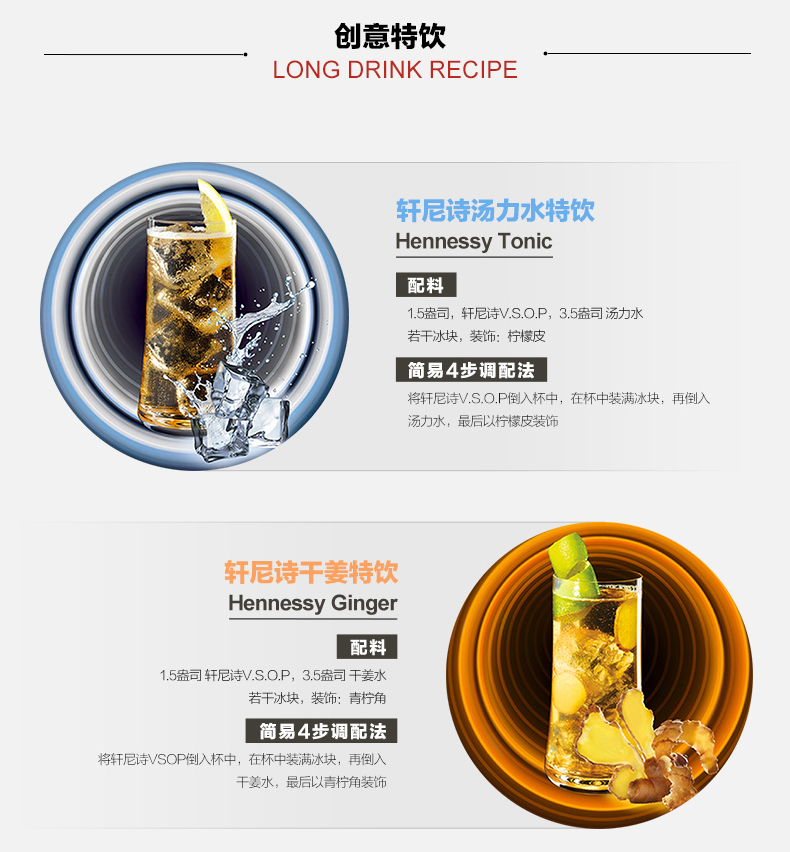 创意特饮
LONG DRINK RECIPE
轩尼诗汤力水特饮
Hennessy Tonic
配料
1.5盎司，轩尼诗V.S.O.P，3.5盎司 汤力水
若干冰块，装饰：柠檬皮
简易4步调配法
将轩尼诗V.S.O.P倒入杯中，在杯中装满冰块，再倒入
汤力水，最后以柠檬皮装饰
轩尼诗干姜特饮
Hennessy Ginger
配料
1.5盎司 轩尼诗V.S.O.P，3.5盎司 干姜水
若干冰块，装饰：青柠角
简易4步调配法
将轩尼诗VSOP倒入杯中，在杯中装满冰块，再倒入
干姜水，最后以青柠角装饰